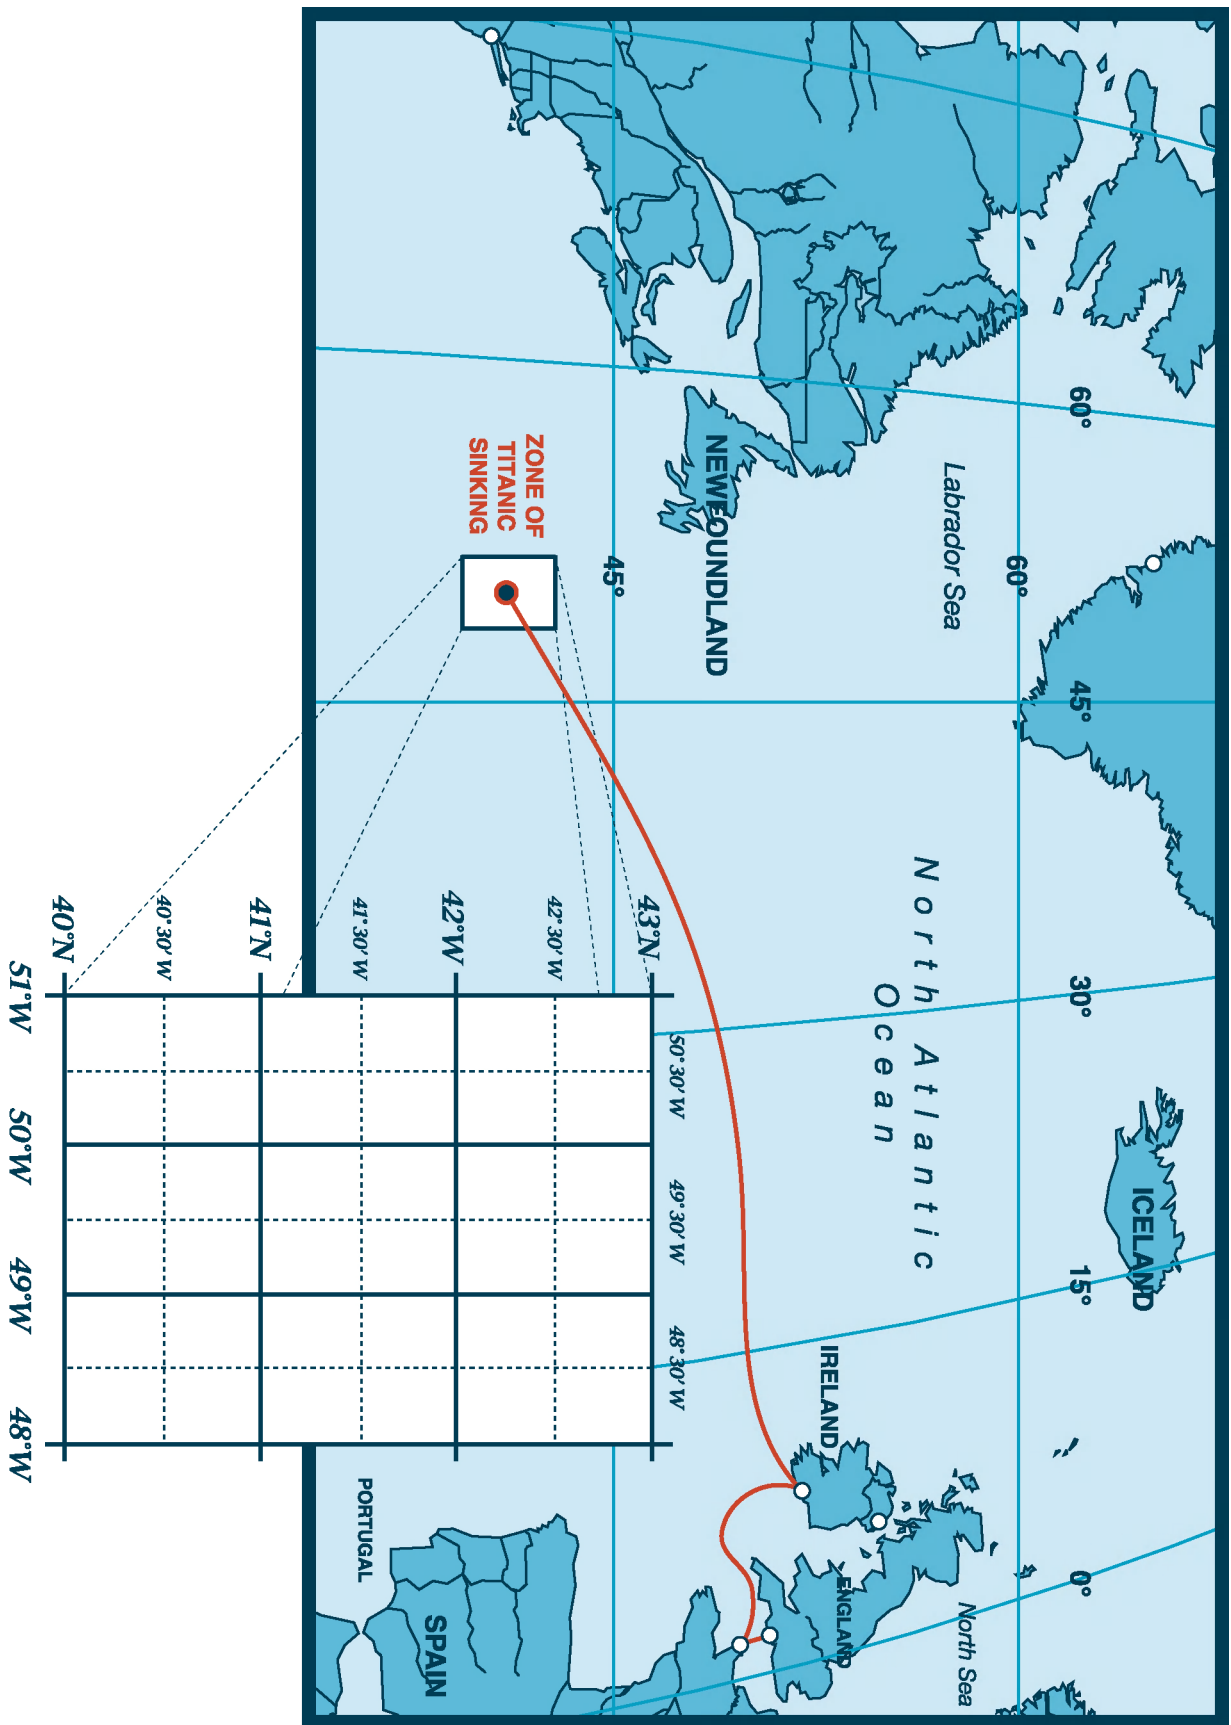 60°
45°
30°
15°
0°
60°
45°
Labrador Sea
NEWFOUNDLAND
ZONE OF
TITANIC
SINKING
North Atlantic
Ocean
ICELAND
IRELAND
ENGLAND
North Sea
PORTUGAL
SPAIN
50°30'W
49°30'W
48°30'W
43°N
42°30'W
42°W
41°30'W
41°N
40°30'W
40°N
51°W
50°W
49°W
48°W